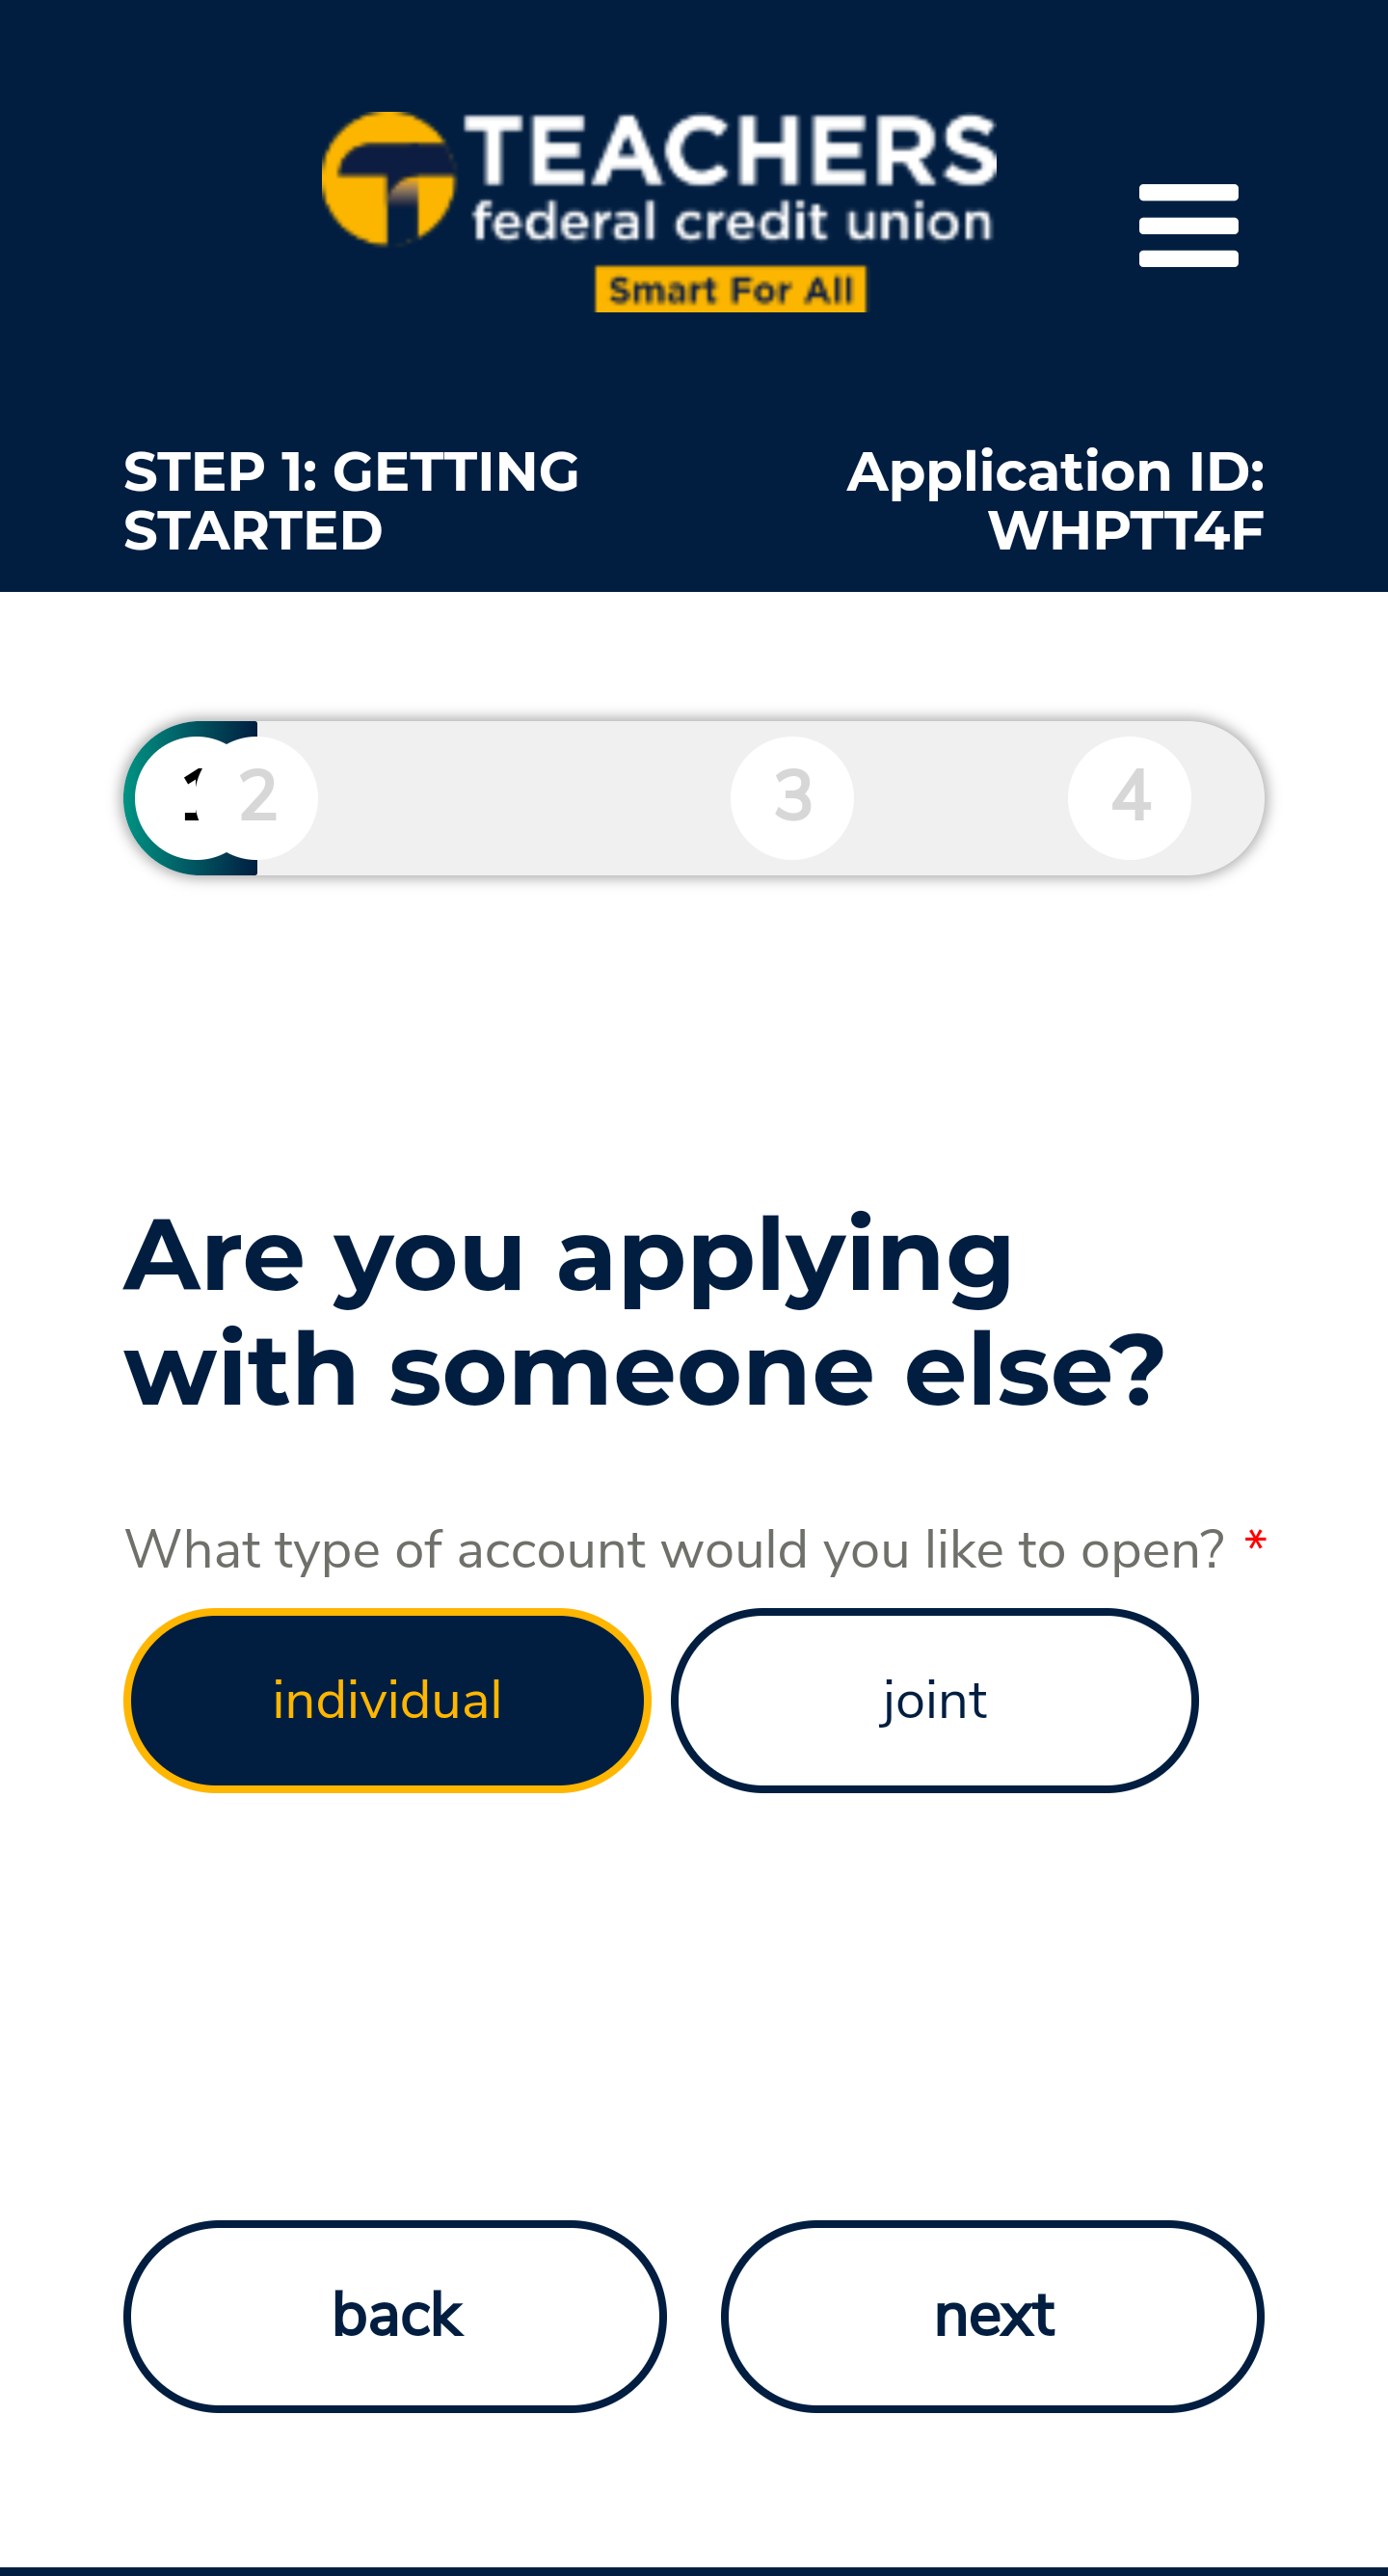 TEACHERS
federal credit union
Smart For All
STEP 1: GETTING
STARTED
Application ID:
WHPTT4F
1 2 3 4
Are you applying
with someone else?
What type of account would you like to open? *
individual joint
back next